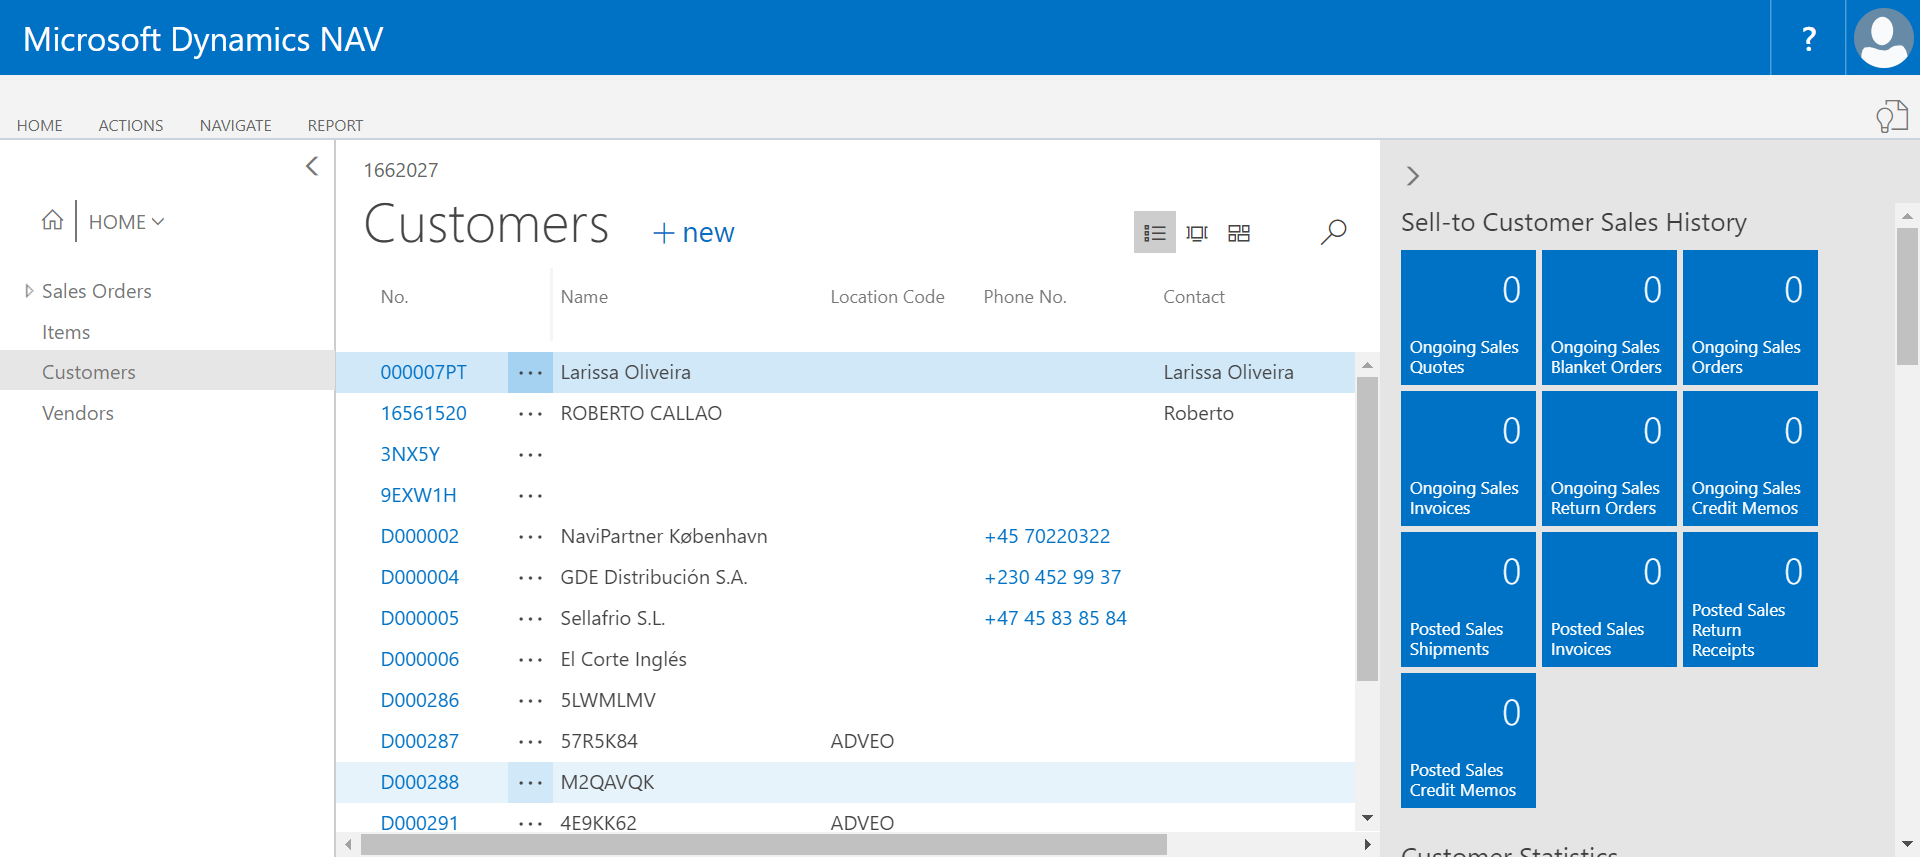 Microsoft Dynamics NAV
?
HOME ACTIONS NAVIGATE REPORT
HOME
Sales Orders
Items
Customers
Vendors
1662027
Customers + new
No. Name Location Code Phone No. Contact
000007PT ... Larissa Oliveira Larissa Oliveira
16561520 ... ROBERTO CALLAO Roberto
3NX5Y ...
9EXW1H ...
D000002 ... NaviPartner København +45 70220322
D000004 ... GDE Distribución S.A. +230 452 99 37
D000005 ... Sellafrio S.L. +47 45 83 85 84
D000006 ... El Corte Inglés
D000286 ... 5LWMLMV
D000287 ... 57R5K84 ADVEO
D000288 ... M2QAVQK
D000291 ... 4E9KK62 ADVEO
Sell-to Customer Sales History
0
Ongoing Sales
Quotes
0
Ongoing Sales
Blanket Orders
0
Ongoing Sales
Orders
0
Ongoing Sales
Invoices
0
Ongoing Sales
Return Orders
0
Ongoing Sales
Credit Memos
0
Posted Sales
Shipments
0
Posted Sales
Invoices
0
Posted Sales
Return
Receipts
0
Posted Sales
Credit Memos
Customer Statistics